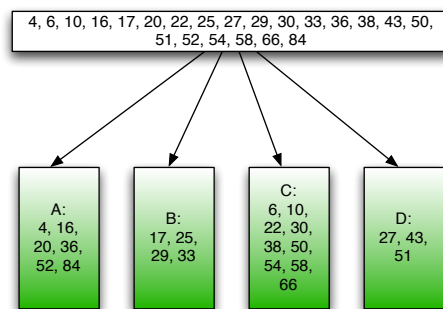 4, 6, 10, 16, 17, 20, 22, 25, 27, 29, 30, 33, 36, 38, 43, 50,
51, 52, 54, 58, 66, 84
A:
4, 16,
20, 36,
52, 84
B:
17, 25,
29, 33
C:
6, 10,
22, 30,
38, 50,
54, 58,
66
D:
27, 43,
51